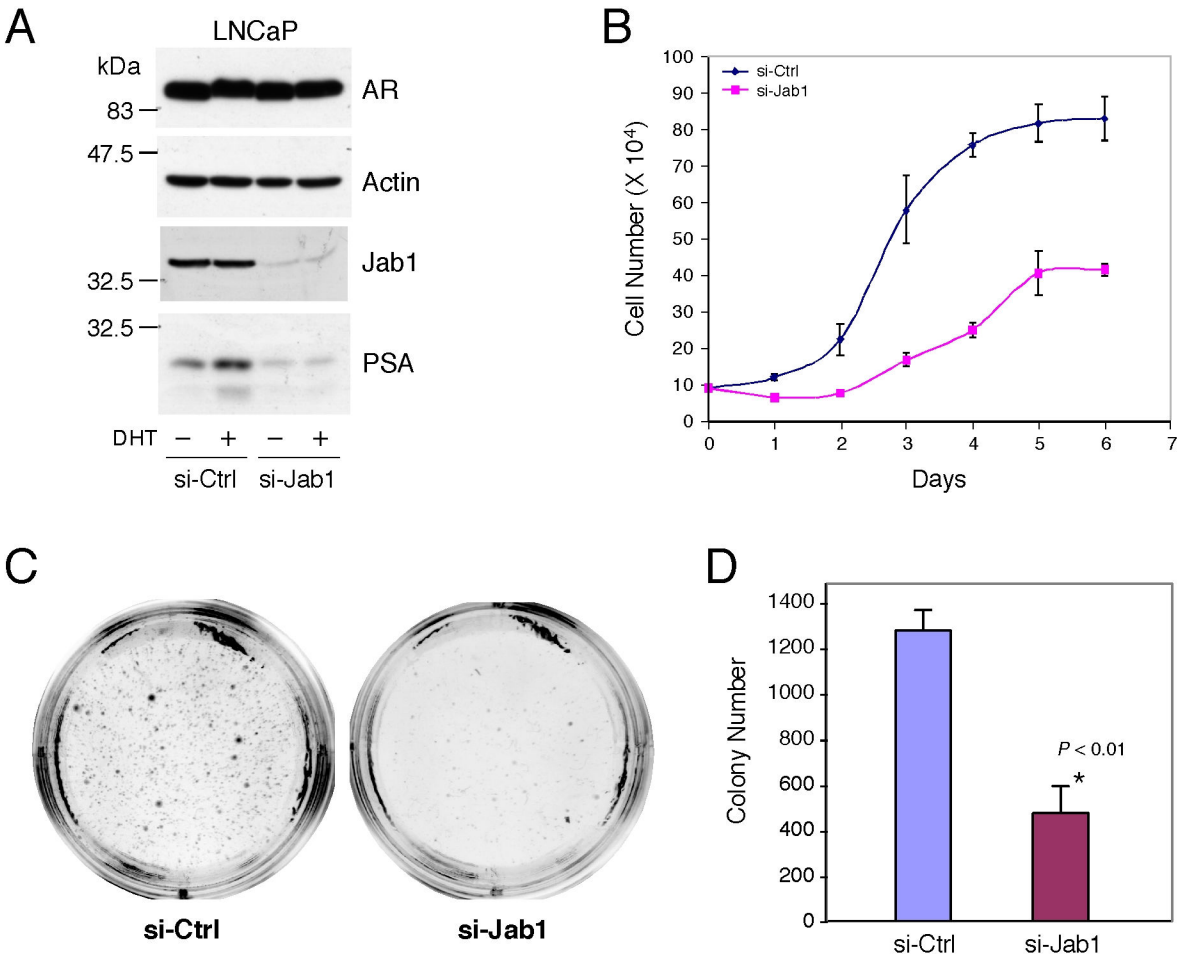 A
LNCaP
kDa
83
AR
47.5
Actin
32.5
Jab1
32.5
PSA
DHT − + − +
si-Ctrl si-Jab1
B
si-Ctrl
si-Jab1
Cell Number (X 10⁴)
100
90
80
70
60
50
40
30
20
10
0
0 1 2 3 4 5 6 7
Days
C
si-Ctrl si-Jab1
D
Colony Number
1400
1200
1000
800
600
400
200
0
P < 0.01
*
si-Ctrl si-Jab1